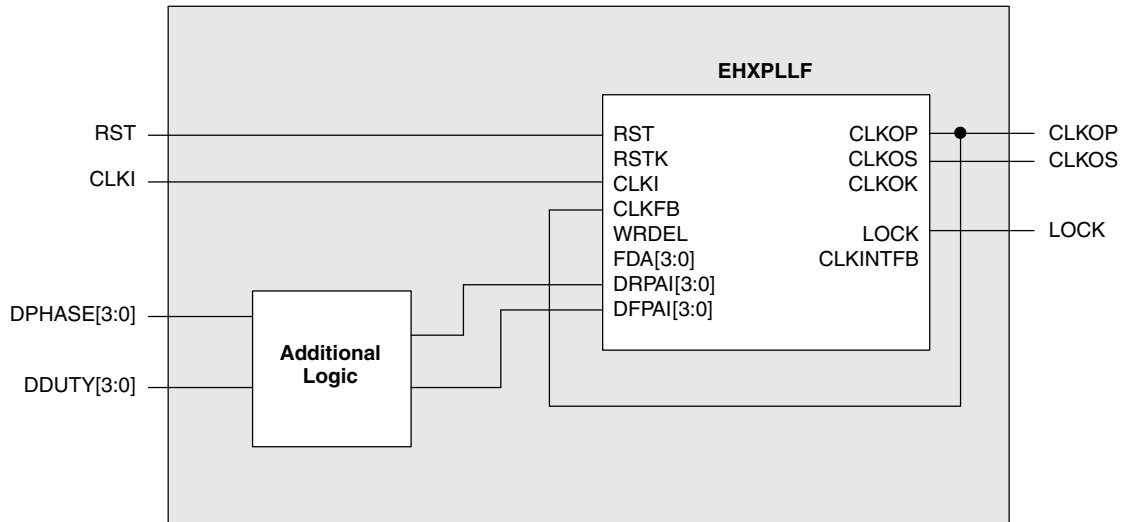 EHXPLLF
RST
CLKI
DPHASE[3:0]
DDUTY[3:0]
Additional
Logic
RST
RSTK
CLKI
CLKFB
WRDEL
FDA[3:0]
DRPAI[3:0]
DFPAI[3:0]
CLKOP
CLKOS
CLKOK
LOCK
CLKINTFB
CLKOP
CLKOS
LOCK